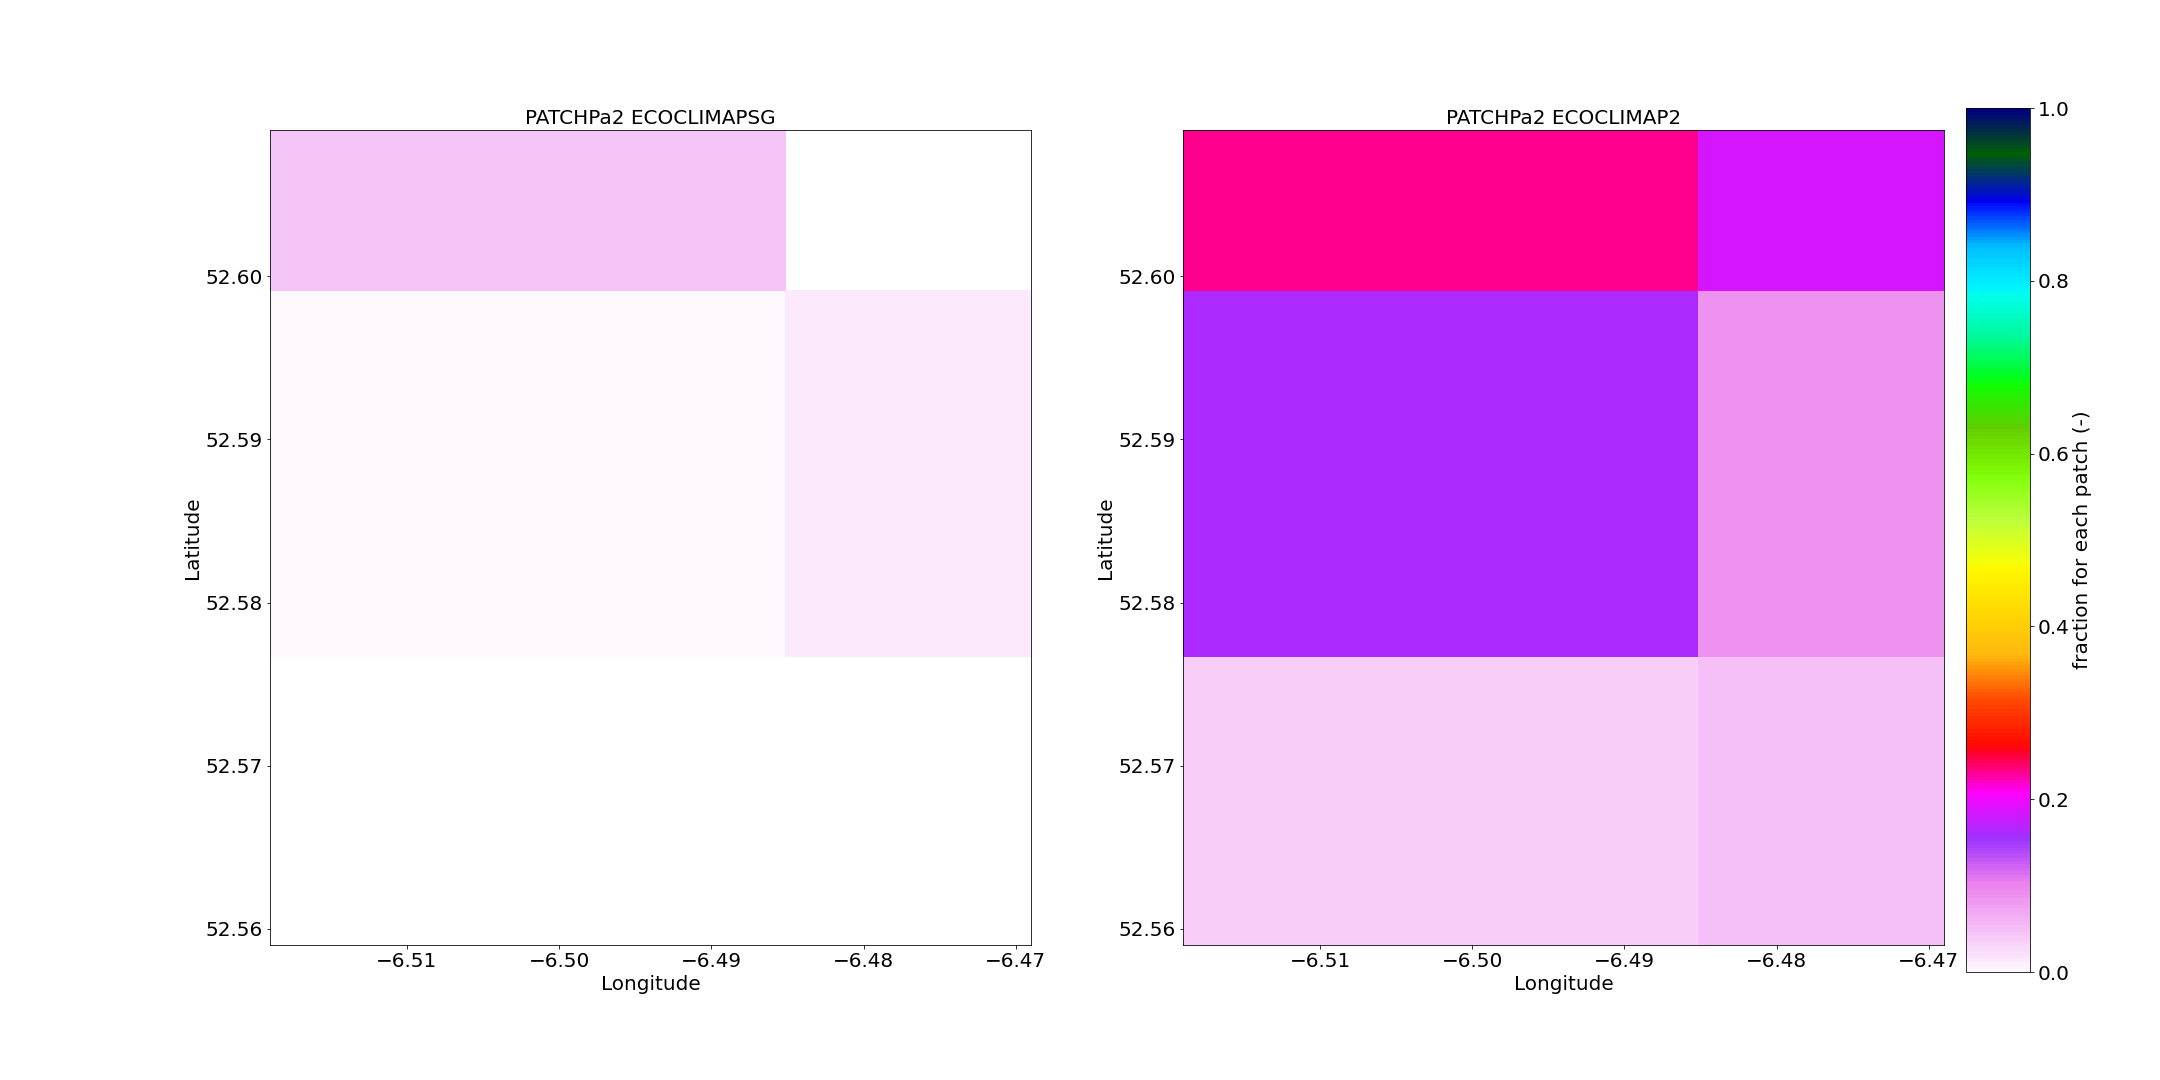 PATCHPa2 ECOCLIMAPSG
52.60
52.59
52.58
52.57
52.56
Latitude
−6.51 −6.50 −6.49 −6.48 −6.47
Longitude
PATCHPa2 ECOCLIMAP2
52.60
52.59
52.58
52.57
52.56
Latitude
−6.51 −6.50 −6.49 −6.48 −6.47
Longitude
1.0
0.8
0.6
0.4
0.2
0.0
fraction for each patch (-)